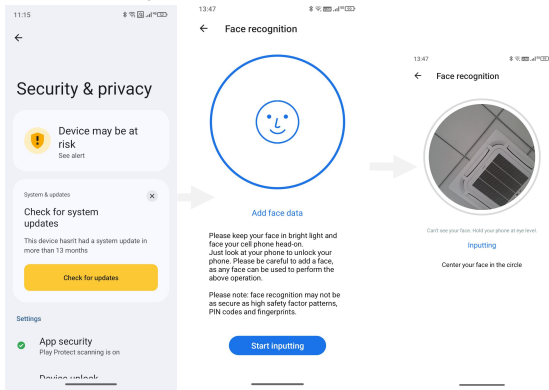 11:15
Security & privacy
Device may be at
risk
See alert
System & updates
Check for system
updates
This device hasn't had a system update in
more than 13 months
Check for updates
Settings
App security
Play Protect scanning is on
Device unlock
13:47
Face recognition
Add face data
Please keep your face in bright light and
face your cell phone head-on.
Just look at your phone to unlock your
phone. Please be careful to add a face,
as any face can be used to perform the
above operation.
Please note: face recognition may not be
as secure as high safety factor patterns,
PIN codes and fingerprints.
Start inputting
13:47
Face recognition
Can't see your face. Hold your phone at eye level.
Inputting
Center your face in the circle